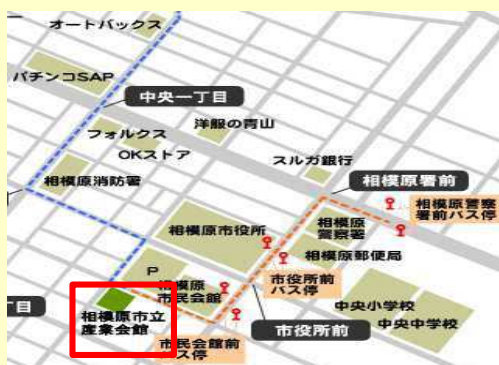 オートバックス
パチンコSAP
中央一丁目
洋服の青山
フォルクス
OKストア
スルガ銀行
相模原消防署
相模原署前
相模原警察
署前バス停
相模原
警察署
相模原市役所
相模原郵便局
P
相模原
市民会館
市役所前
バス停
中央小学校
中央中学校
丁目
相模原市立
産業会館
市役所前
市民会館前
バス停